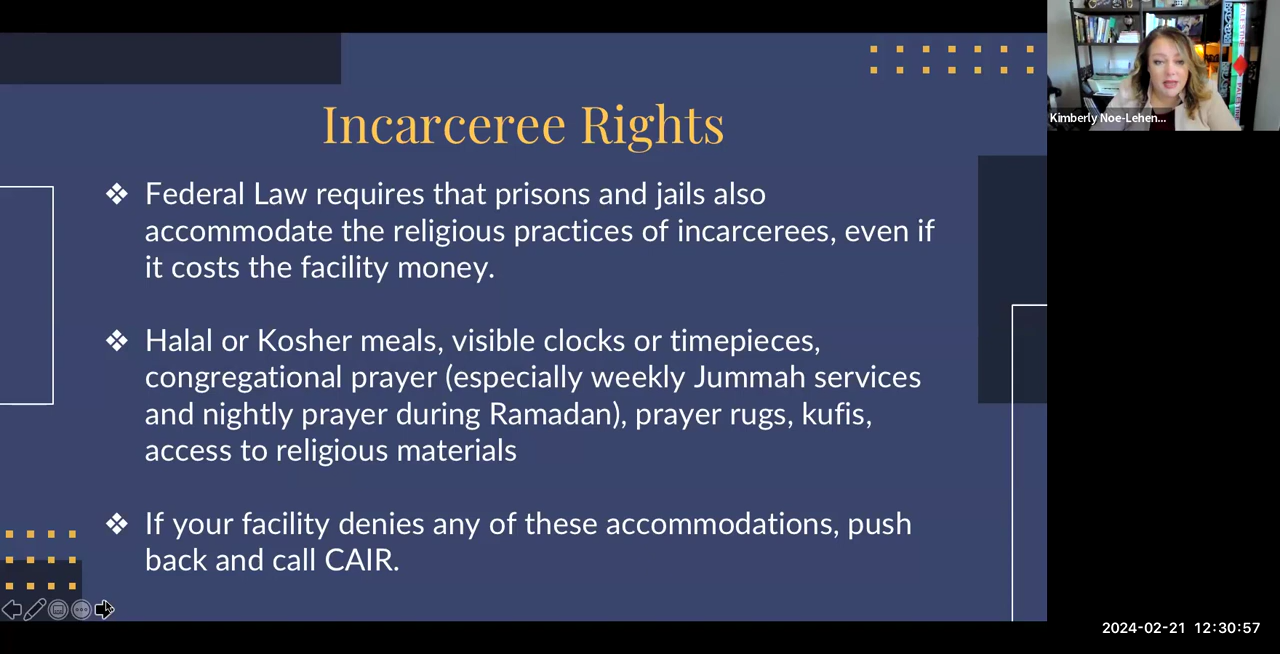 Incarceree Rights
❖ Federal Law requires that prisons and jails also
accommodate the religious practices of incarcerees, even if
it costs the facility money.
❖ Halal or Kosher meals, visible clocks or timepieces,
congregational prayer (especially weekly Jummah services
and nightly prayer during Ramadan), prayer rugs, kufis,
access to religious materials
❖ If your facility denies any of these accommodations, push
back and call CAIR.
Kimberly Noe-Lehen...
PALESTINE
2024-02-21 12:30:57